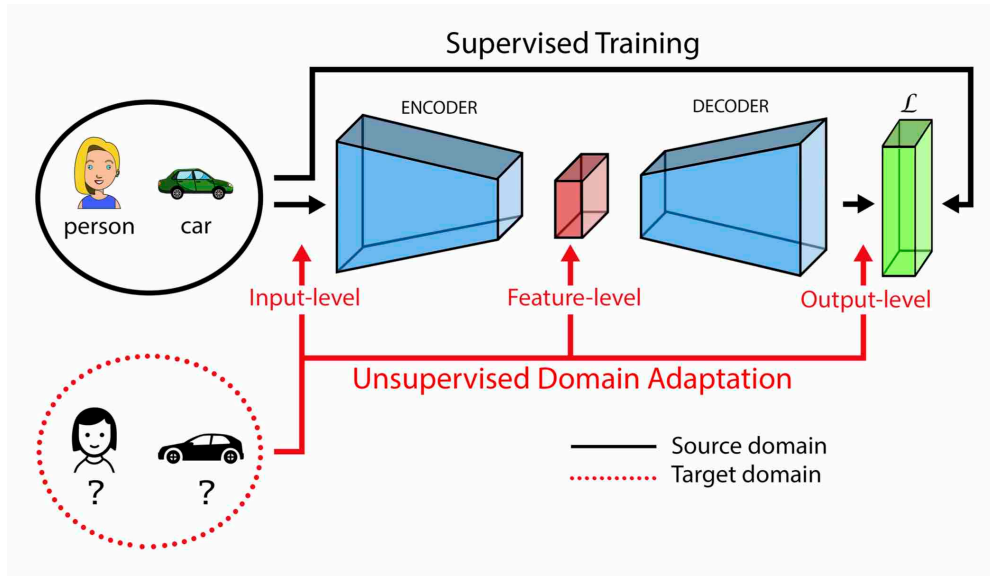 Supervised Training
ENCODER
DECODER
ℒ
person
car
Input-level
Feature-level
Output-level
Unsupervised Domain Adaptation
?
?
Source domain
Target domain